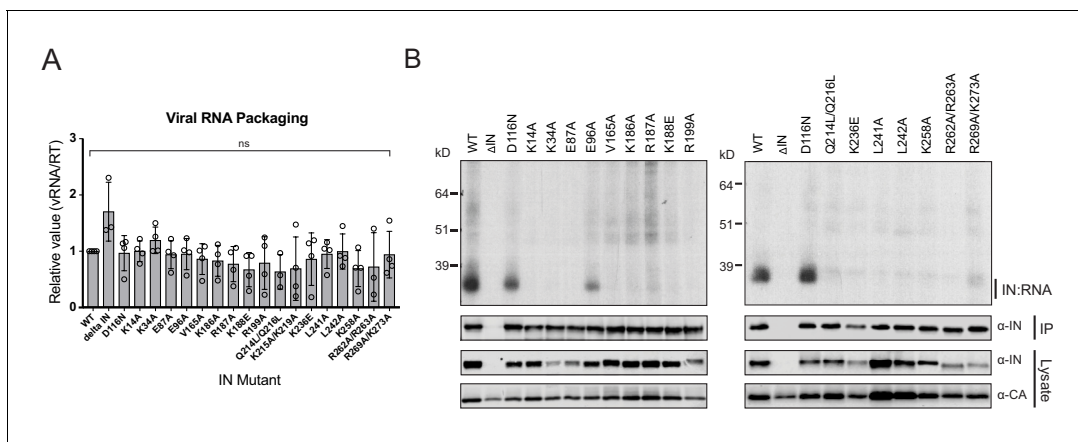 A
Viral RNA Packaging
ns
3
2
1
0
Relative value (vRNA/RT)
WT
delta IN
D116N
K14A
K34A
E87A
E96A
V165A
K186A
R187A
K188E
R199A
Q214L/Q216L
K215A/K219A
K236E
L241A
L242A
K258A
R262A/R263A
R269A/K273A
IN Mutant
B
kD
WT
ΔIN
D116N
K14A
K34A
E87A
E96A
V165A
K186A
R187A
K188E
R199A
64
51
39
kD
WT
ΔIN
D116N
Q214L/Q216L
K236E
L241A
L242A
K258A
R262A/R263A
R269A/K273A
64
51
39
IN:RNA
α-IN
IP
α-IN
α-CA
Lysate